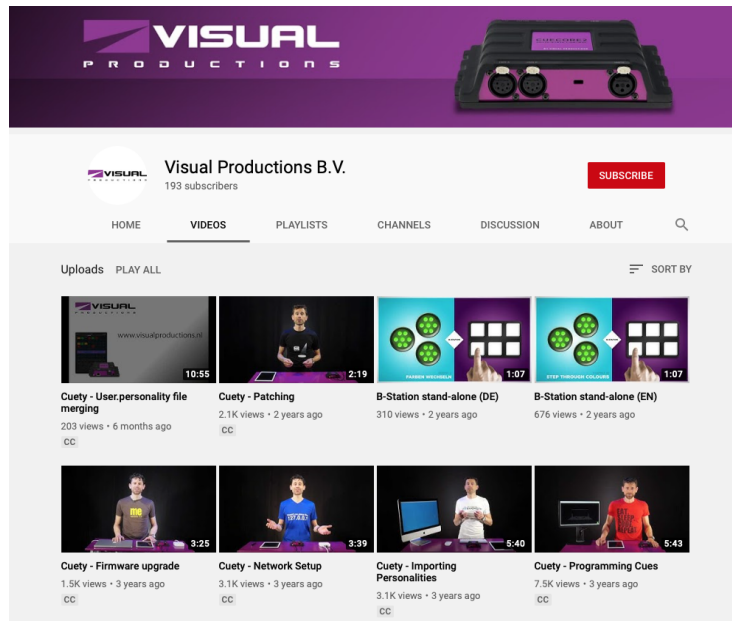 VISUAL
PRODUCTIONS
Visual Productions B.V.
193 subscribers
SUBSCRIBE
HOME VIDEOS PLAYLISTS CHANNELS DISCUSSION ABOUT
Uploads PLAY ALL SORT BY
VISUAL
PRODUCTIONS
www.visualproductions.nl
10:55
2:19
FARBEN WECHSELN
1:07
STEP THROUGH COLOURS
1:07
Cuety - User.personality file
merging
203 views • 6 months ago
CC
Cuety - Patching
2.1K views • 2 years ago
CC
B-Station stand-alone (DE)
310 views • 2 years ago
B-Station stand-alone (EN)
676 views • 2 years ago
me
3:25
3:39
5:40
5:43
Cuety - Firmware upgrade
1.5K views • 3 years ago
CC
Cuety - Network Setup
3.1K views • 3 years ago
CC
Cuety - Importing
Personalities
3.1K views • 3 years ago
CC
Cuety - Programming Cues
7.5K views • 3 years ago
CC